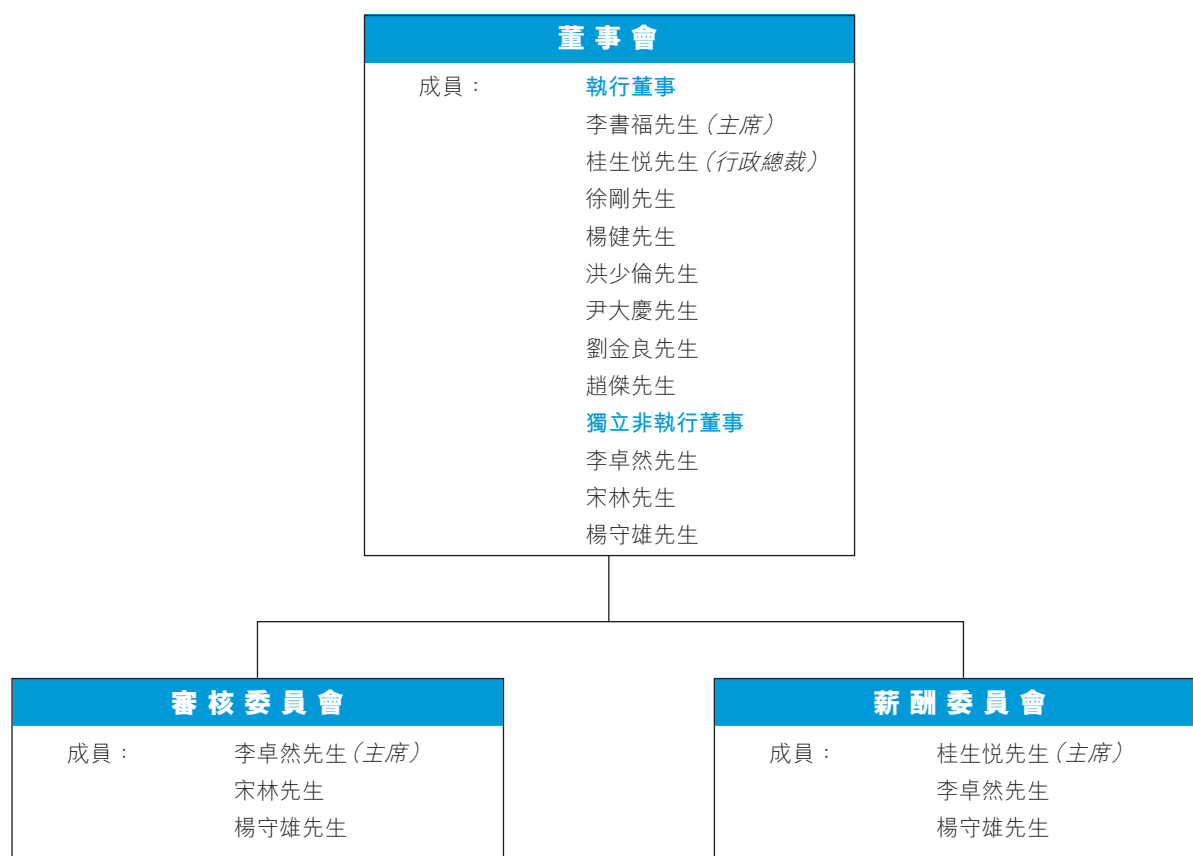 董事會
成員： 執行董事
李書福先生（主席）
桂生悦先生（行政總裁）
徐剛先生
楊健先生
洪少倫先生
尹大慶先生
劉金良先生
趙傑先生
獨立非執行董事
李卓然先生
宋林先生
楊守雄先生
審核委員會
成員： 李卓然先生（主席）
宋林先生
楊守雄先生
薪酬委員會
成員： 桂生悦先生（主席）
李卓然先生
楊守雄先生